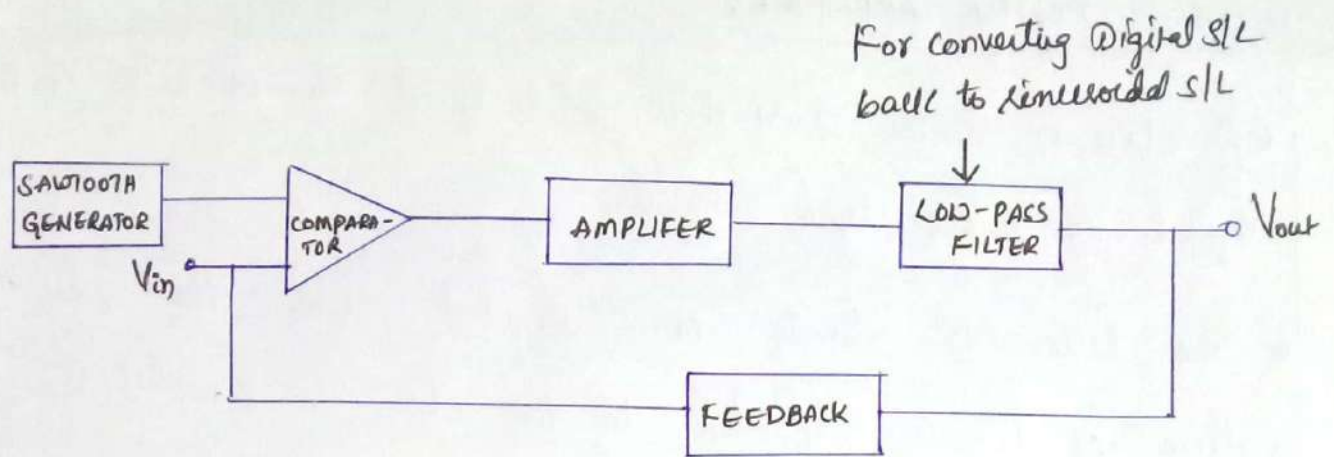 For converting Digital S/L
back to sinusoidal S/L
SAWTOOTH
GENERATOR
COMPARA-
TOR
AMPLIFER
LOW-PASS
FILTER
Vout
Vin
FEEDBACK